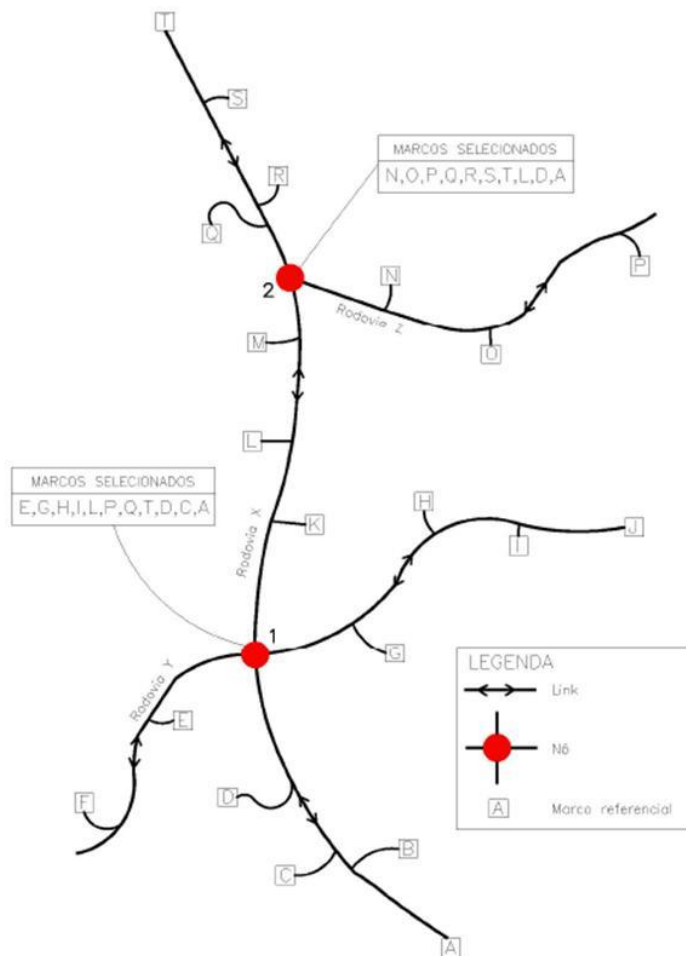 T
S
MARCOS SELECIONADOS
N,O,P,Q,R,S,T,L,D,A
R
Q
P
N
2
Rodovia Z
M
O
L
MARCOS SELECIONADOS
E,G,H,I,L,P,Q,T,D,C,A
H
K
J
I
Rodovia X
1
G
LEGENDA
Link
Rodovia Y
E
Nó
D
F
A
Marco referencial
B
C
A